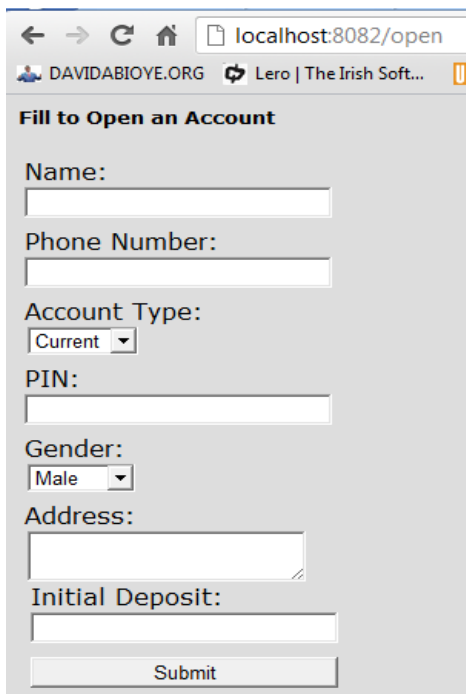 localhost:8082/open
DAVIDABIOYE.ORG Lero | The Irish Soft...
Fill to Open an Account
Name:
Phone Number:
Account Type:
Current
PIN:
Gender:
Male
Address:
Initial Deposit:
Submit